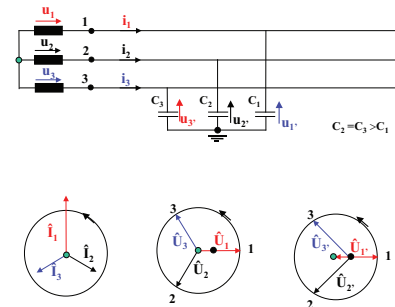 u₁
1
i₁
u₂
2
i₂
u₃
3
i₃
C₃
C₂
C₁
u₃'
u₂'
u₁'
C₂ =C₃ >C₁
Î₁
Î₂
Î₃
3
Û₃
Û₁
1
Û₂
2
3
Û₃'
Û₁'
1
Û₂'
2